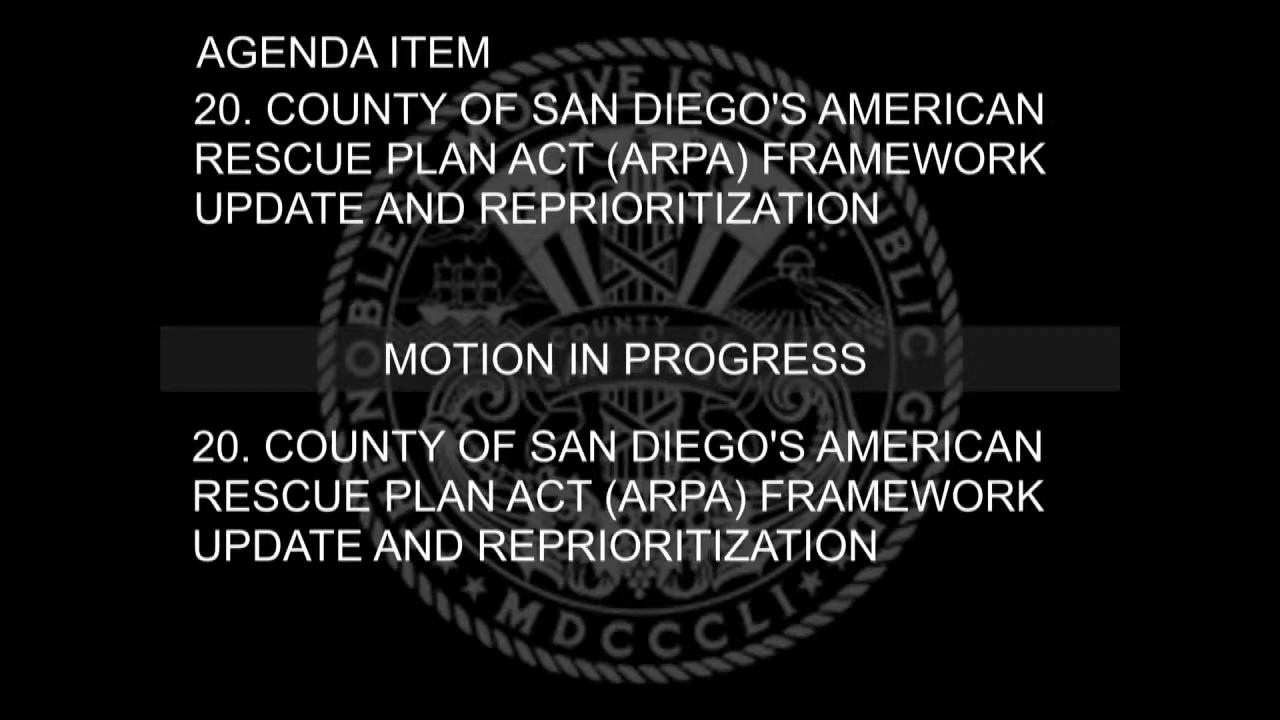 AGENDA ITEM
20. COUNTY OF SAN DIEGO'S AMERICAN
RESCUE PLAN ACT (ARPA) FRAMEWORK
UPDATE AND REPRIORITIZATION
MOTION IN PROGRESS
20. COUNTY OF SAN DIEGO'S AMERICAN
RESCUE PLAN ACT (ARPA) FRAMEWORK
UPDATE AND REPRIORITIZATION
MDCCCLI